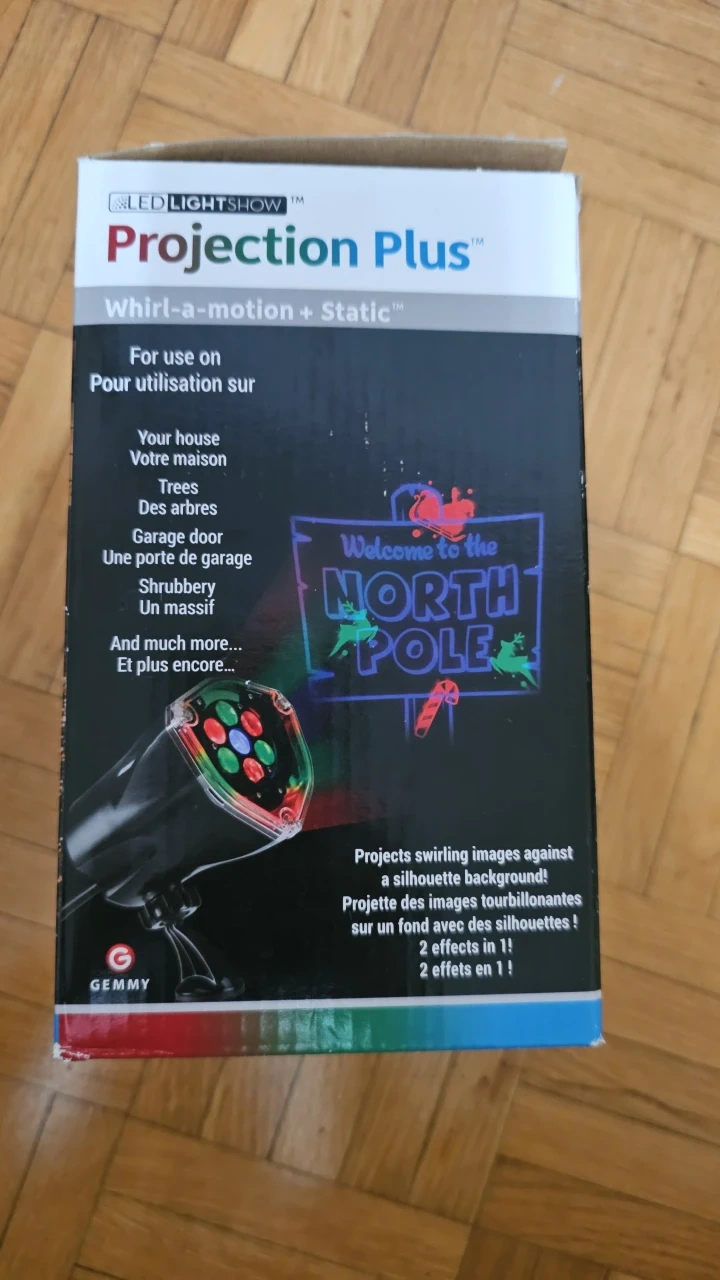 LED LIGHTSHOW™
Projection Plus™
Whirl-a-motion + Static™
For use on
Pour utilisation sur
Your house
Votre maison
Trees
Des arbres
Garage door
Une porte de garage
Shrubbery
Un massif
And much more...
Et plus encore...
Welcome to the
NORTH
POLE
Projects swirling images against
a silhouette background!
Projette des images tourbillonantes
sur un fond avec des silhouettes !
2 effects in 1!
2 effets en 1 !
G
GEMMY